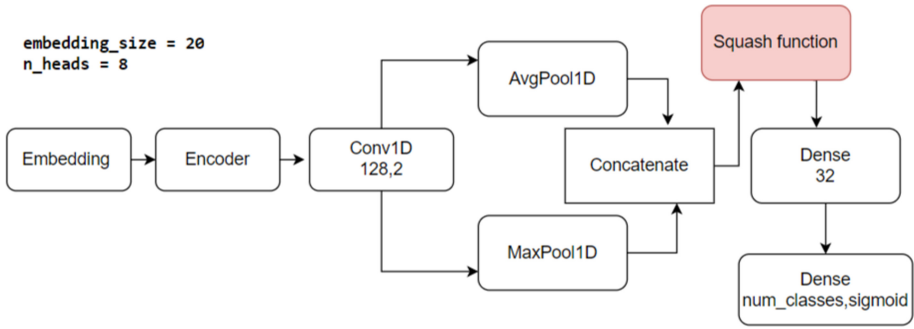 embedding_size = 20
n_heads = 8
Embedding
Encoder
Conv1D
128,2
AvgPool1D
MaxPool1D
Concatenate
Squash function
Dense
32
Dense
num_classes,sigmoid